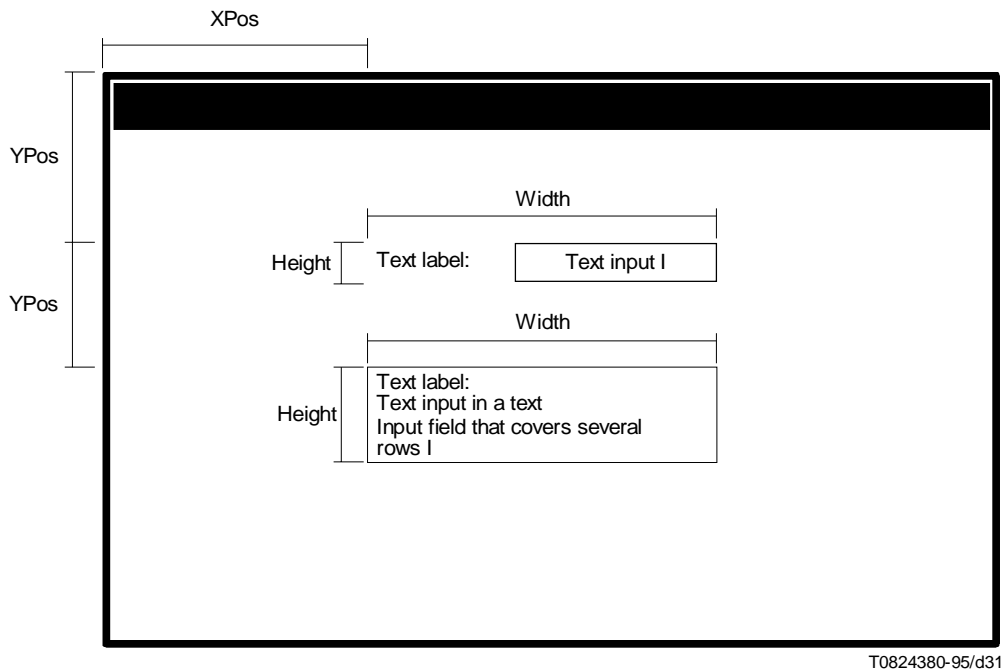 XPos
YPos
Width
Height
Text label:
Text input I
YPos
Width
Height
Text label:
Text input in a text
Input field that covers several
rows I
T0824380-95/d31